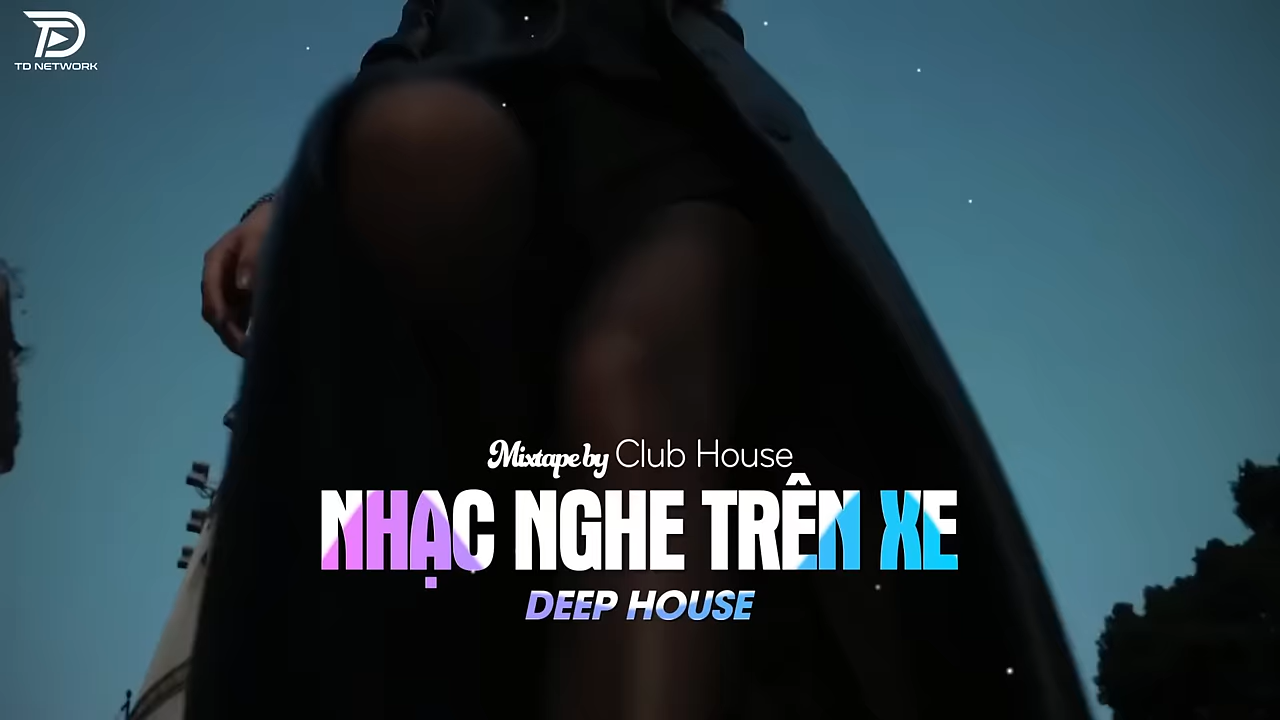 TD NETWORK
Mixtape by Club House
NHẠC NGHE TRÊN XE
DEEP HOUSE